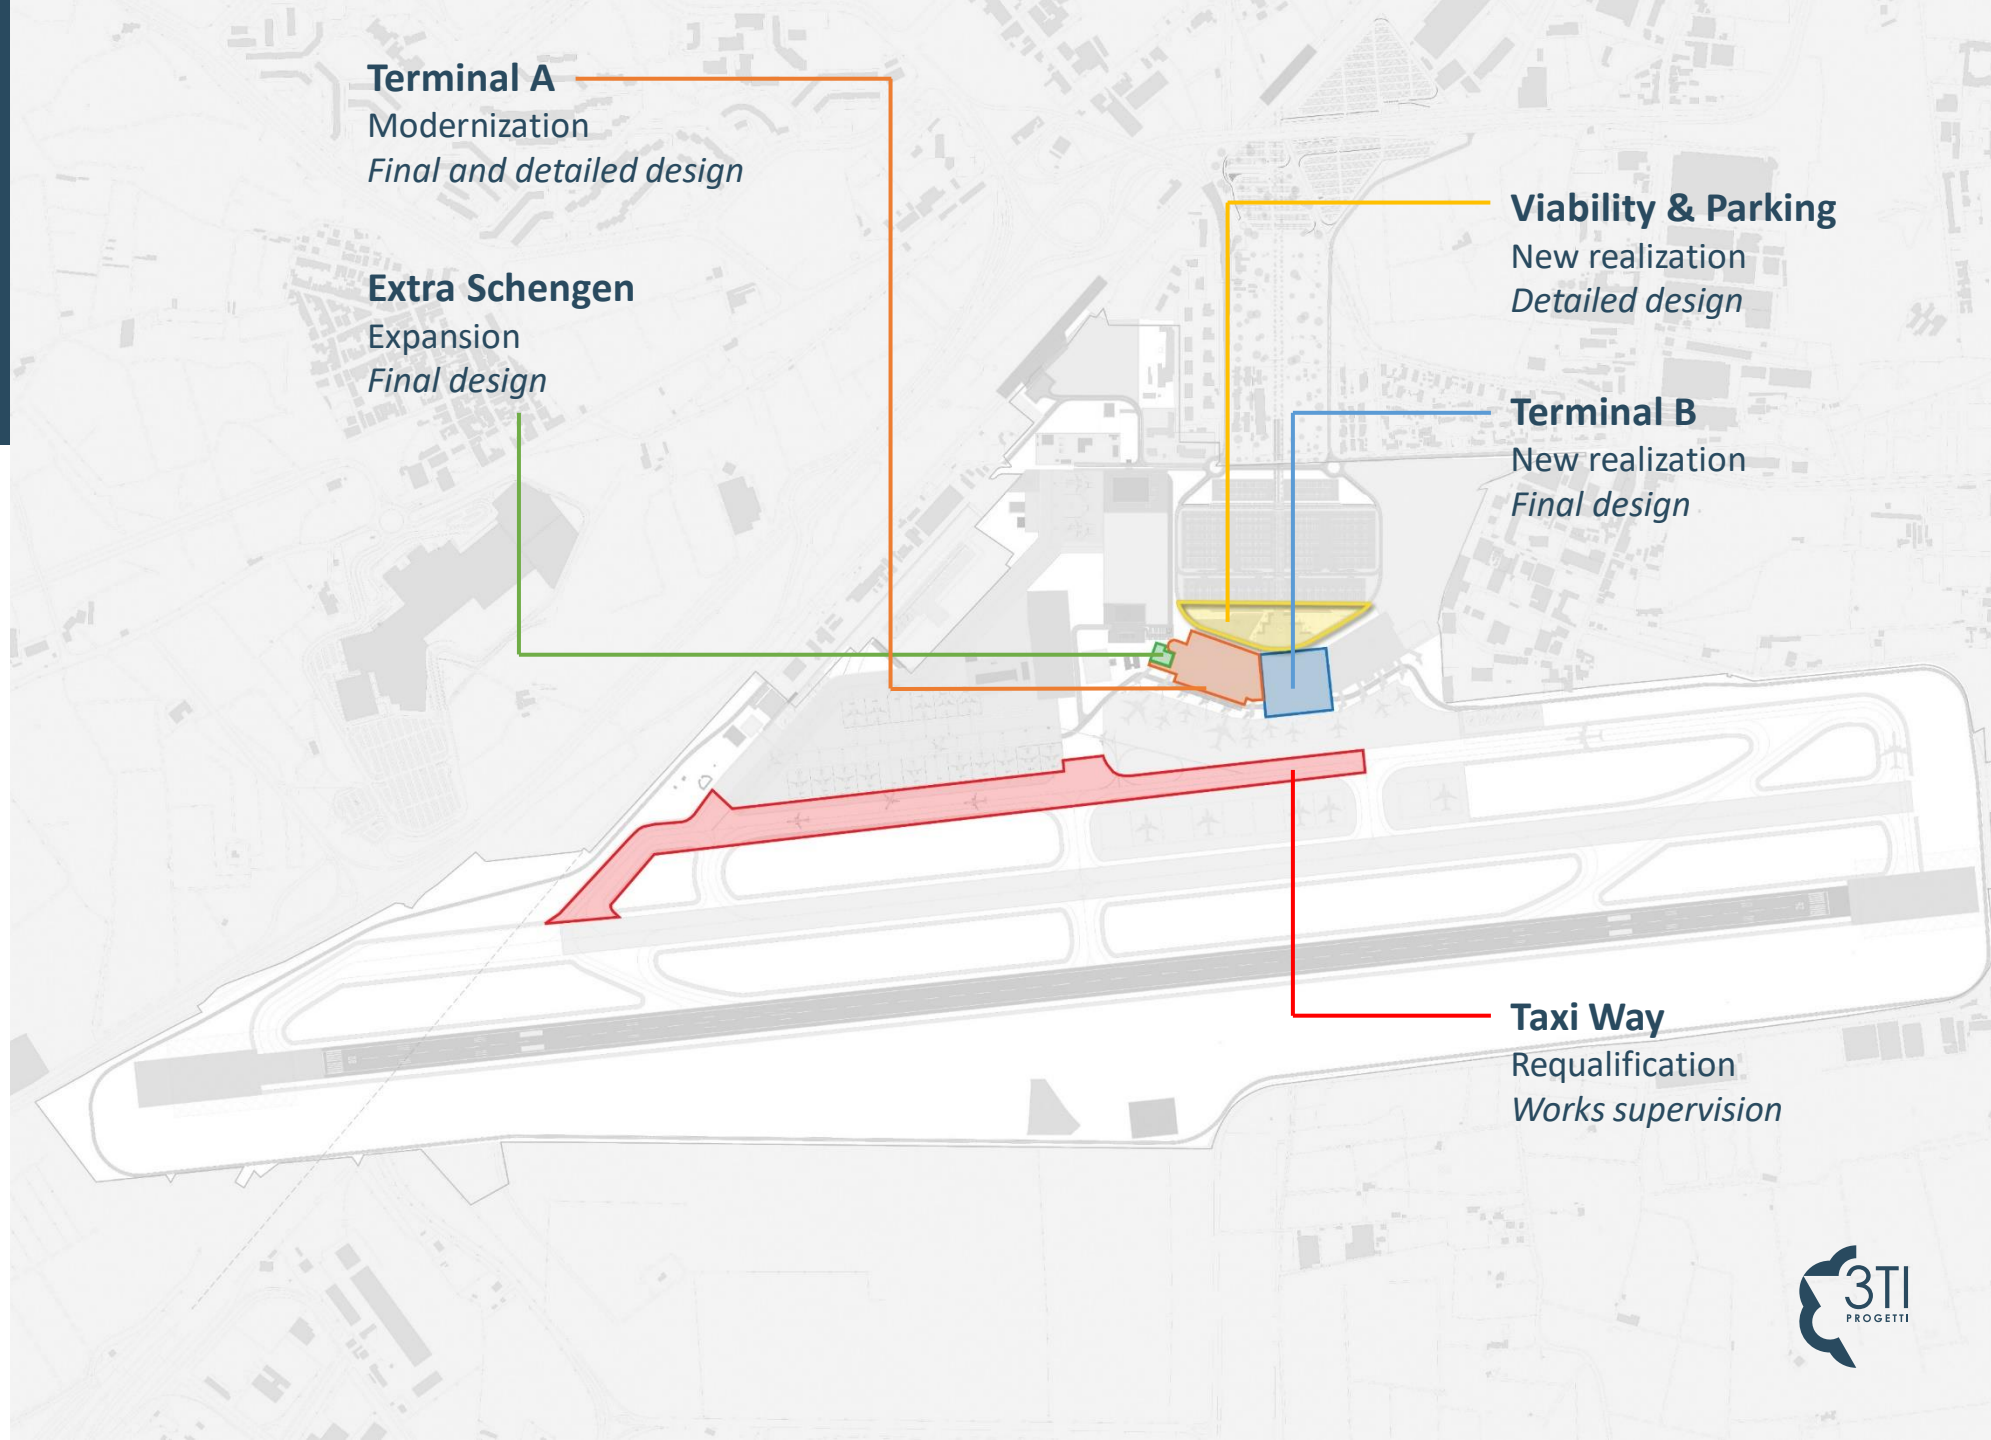 Terminal A
Modernization
Final and detailed design
Extra Schengen
Expansion
Final design
Viability & Parking
New realization
Detailed design
Terminal B
New realization
Final design
Taxi Way
Requalification
Works supervision
3TI
PROGETTI